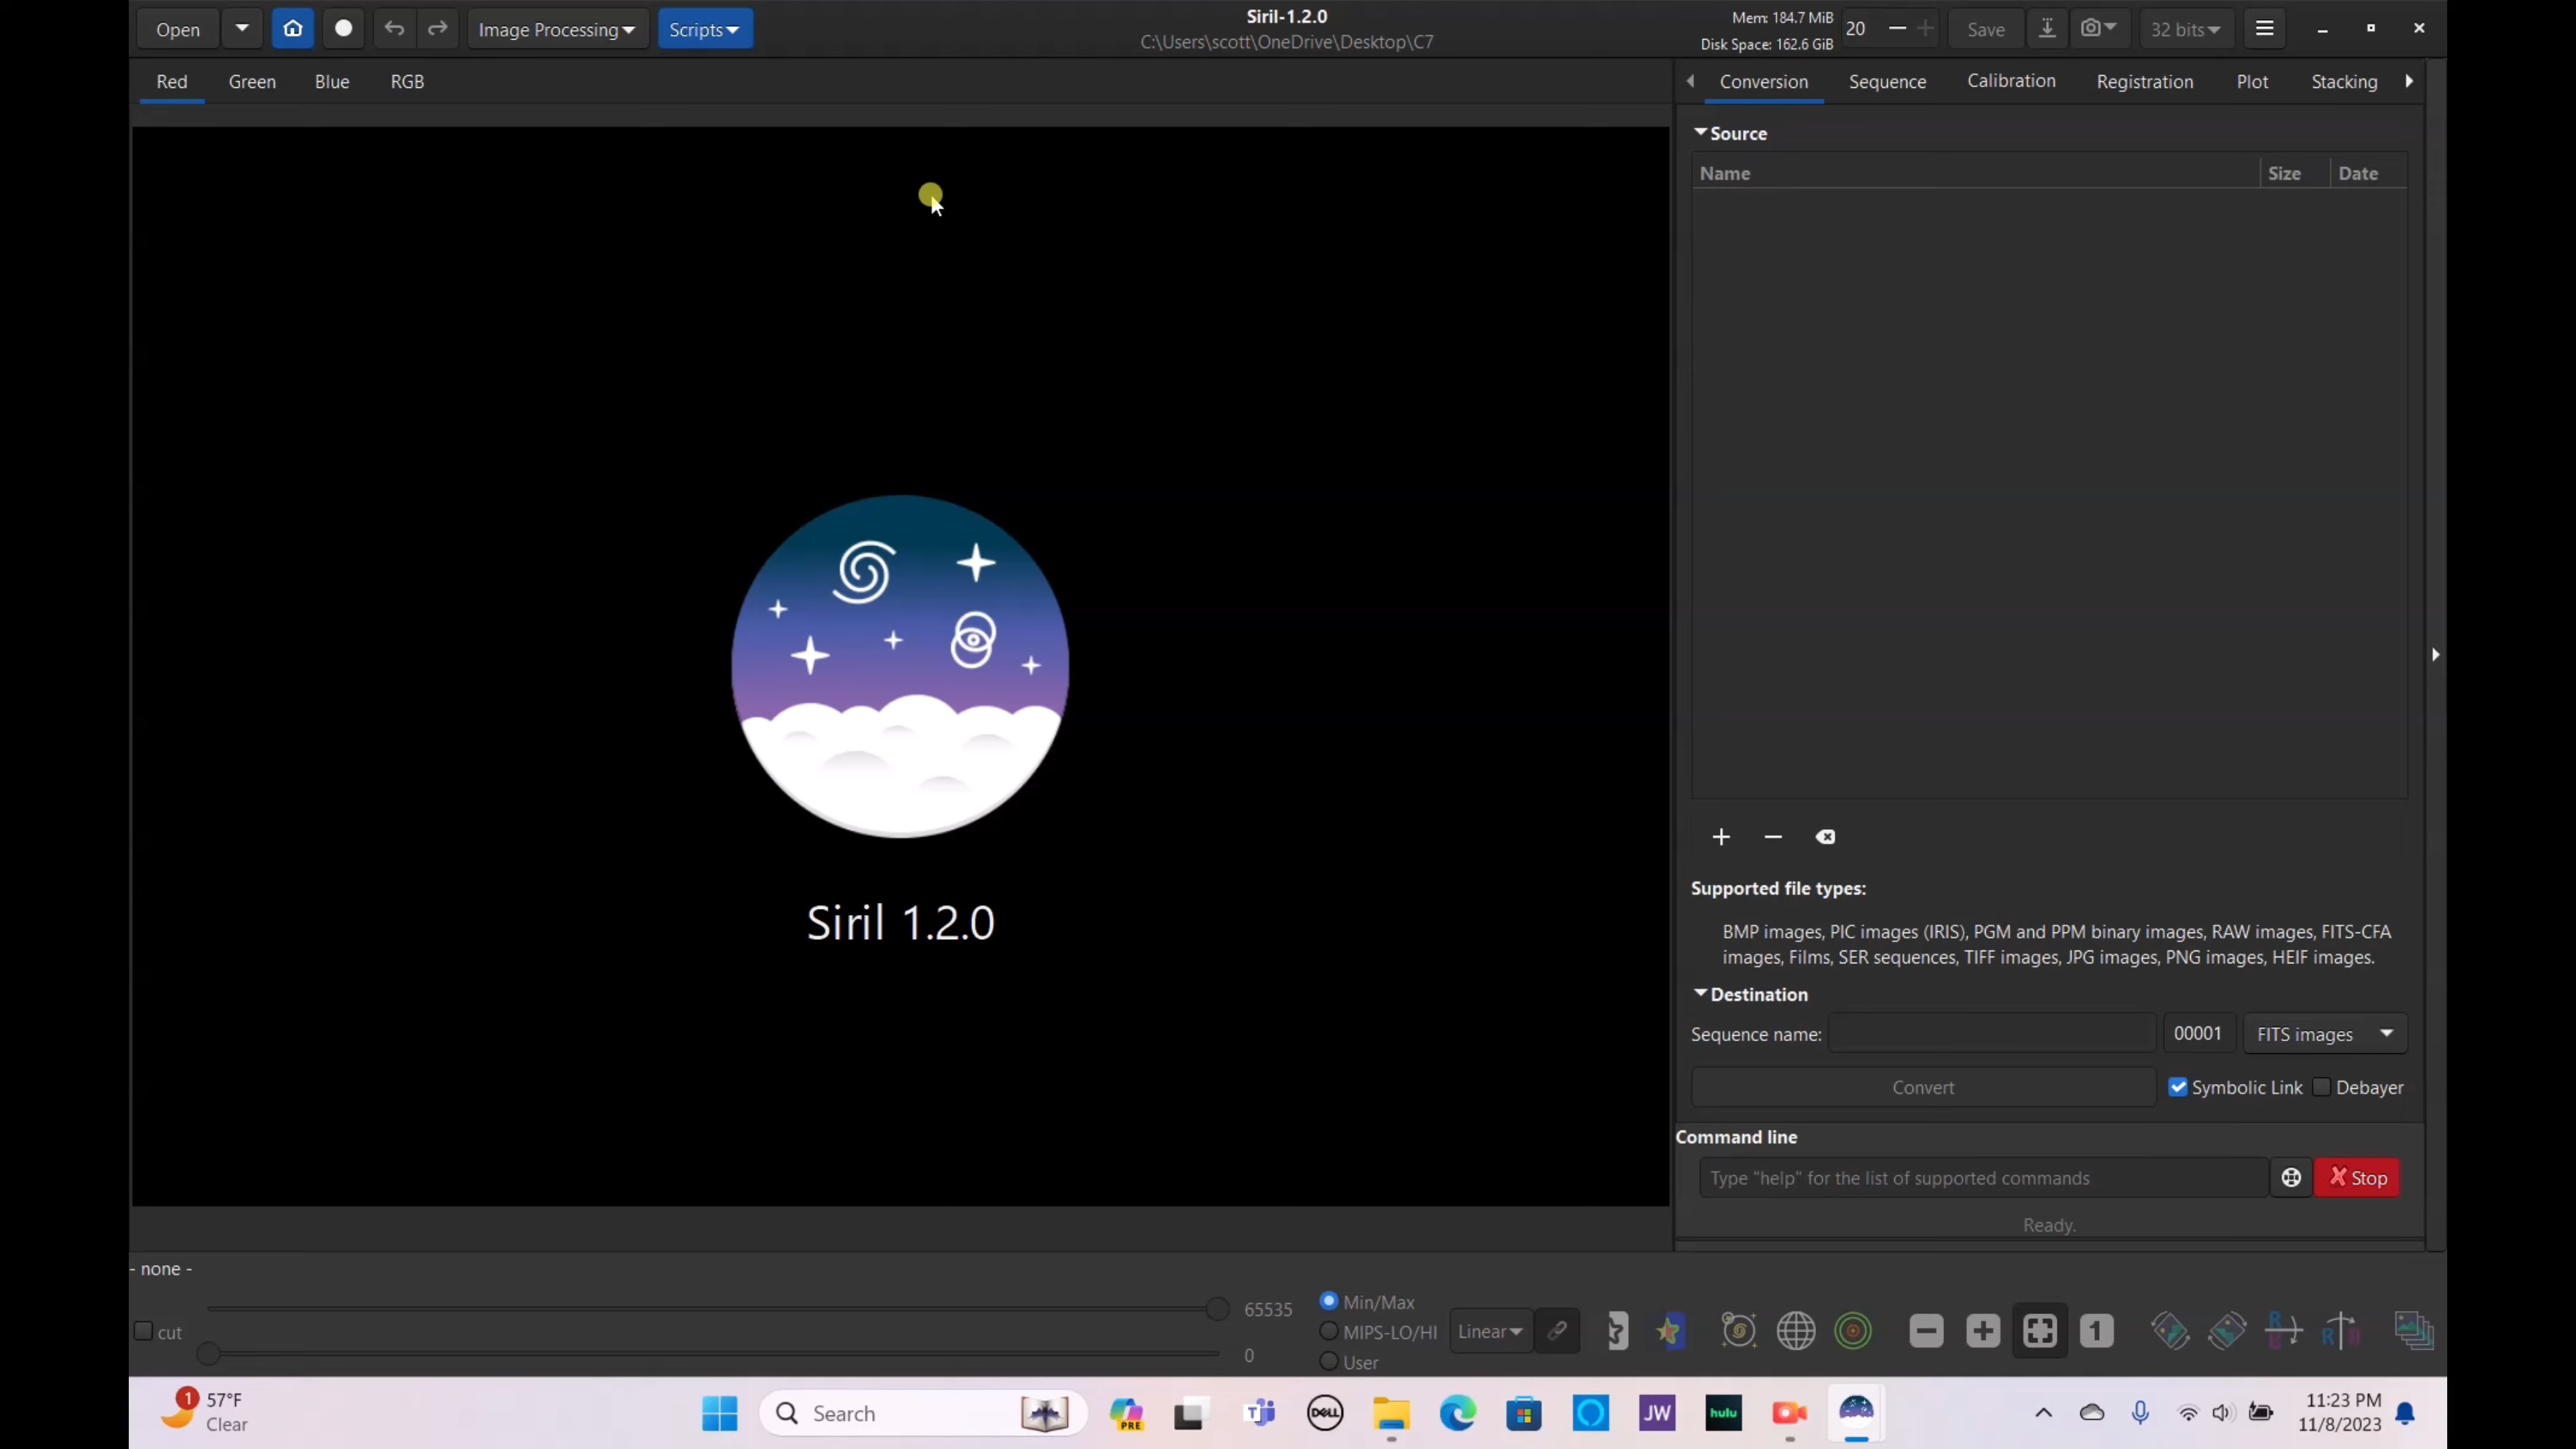 Open
Image Processing
Scripts
Siril-1.2.0
C:\Users\scott\OneDrive\Desktop\C7
Mem: 184.7 MiB
Disk Space: 162.6 GiB
20
Save
32 bits
Red Green Blue RGB
Conversion Sequence Calibration Registration Plot Stacking
Source
Name Size Date
Siril 1.2.0
Supported file types:
BMP images, PIC images (IRIS), PGM and PPM binary images, RAW images, FITS-CFA
images, Films, SER sequences, TIFF images, JPG images, PNG images, HEIF images.
Destination
Sequence name: 00001 FITS images
Convert Symbolic Link Debayer
Command line
Type "help" for the list of supported commands
Stop
Ready.
- none -
65535
cut
0
Min/Max
MIPS-LO/HI
User
Linear
1
R
R
1
57°F
Clear
Search
PRE
T
DELL
JW
hulu
11:23 PM
11/8/2023